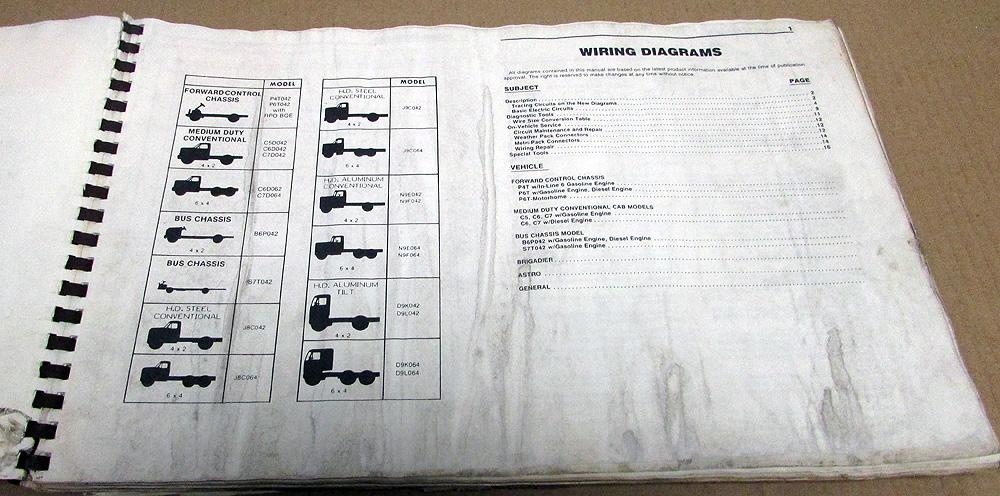 MODEL
FORWARD CONTROL
CHASSIS
P4T042
P6T042
with
RPO BGE
MEDIUM DUTY
CONVENTIONAL
C5D042
C6D042
C7D042
4 x 2
C6D062
C7D064
6 x 4
BUS CHASSIS
B6P042
4 x 2
BUS CHASSIS
S7T042
H.D. STEEL
CONVENTIONAL
J8C042
4 x 2
J8C064
6 x 4
MODEL
H.D. STEEL
CONVENTIONAL
J9C042
4 x 2
J9C064
6 x 4
H.D. ALUMINUM
CONVENTIONAL
N9E042
N9F042
4 x 2
N9E064
N9F064
6 x 4
H.D. ALUMINUM
TILT
D9K042
D9L042
4 x 2
D9K064
D9L064
6 x 4
1
WIRING DIAGRAMS
All diagrams contained in this manual are based on the latest product information available at the time of publication
approval. The right is reserved to make changes at any time without notice.
SUBJECT PAGE
Description 2
Tracing Circuits on the New Diagrams
Basic Electric Circuits
Diagnostic Tools
Wire Size Conversion Table
On-Vehicle Service
Circuit Maintenance and Repair
Weather Pack Connectors
Metri-Pack Connectors
Wiring Repair
Special Tools
VEHICLE
FORWARD CONTROL CHASSIS
P4T w/In-Line 6 Gasoline Engine
P6T w/Gasoline Engine, Diesel Engine
P6T-Motorhome
MEDIUM DUTY CONVENTIONAL CAB MODELS
C5, C6, C7 w/Gasoline Engine
C6, C7 w/Diesel Engine
BUS CHASSIS MODEL
B6P042 w/Gasoline Engine, Diesel Engine
S7T042 w/Gasoline Engine
BRIGADIER
ASTRO
GENERAL